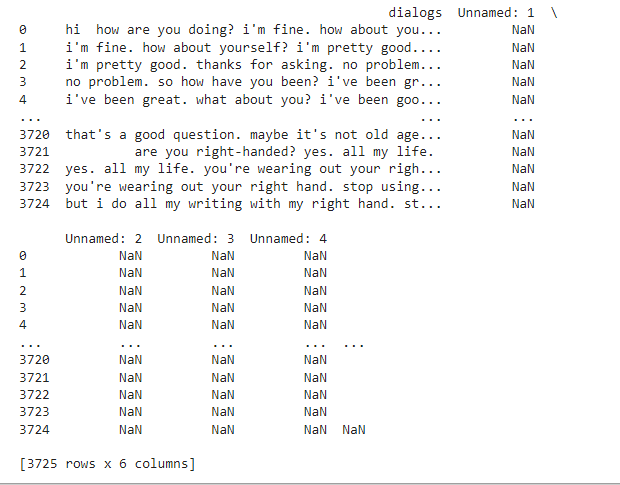 dialogs  Unnamed: 1  \
0     hi  how are you doing? i'm fine. how about you...         NaN
1     i'm fine. how about yourself? i'm pretty good....         NaN
2     i'm pretty good. thanks for asking. no problem...         NaN
3     no problem. so how have you been? i've been gr...         NaN
4     i've been great. what about you? i've been goo...         NaN
...                                                 ...         ...
3720  that's a good question. maybe it's not old age...         NaN
3721           are you right-handed? yes. all my life.          NaN
3722  yes. all my life. you're wearing out your righ...         NaN
3723  you're wearing out your right hand. stop using...         NaN
3724  but i do all my writing with my right hand. st...         NaN
Unnamed: 2  Unnamed: 3  Unnamed: 4
0            NaN         NaN         NaN
1            NaN         NaN         NaN
2            NaN         NaN         NaN
3            NaN         NaN         NaN
4            NaN         NaN         NaN
...          ...         ...         ...  ...
3720         NaN         NaN         NaN
3721         NaN         NaN         NaN
3722         NaN         NaN         NaN
3723         NaN         NaN         NaN
3724         NaN         NaN         NaN  NaN
[3725 rows x 6 columns]